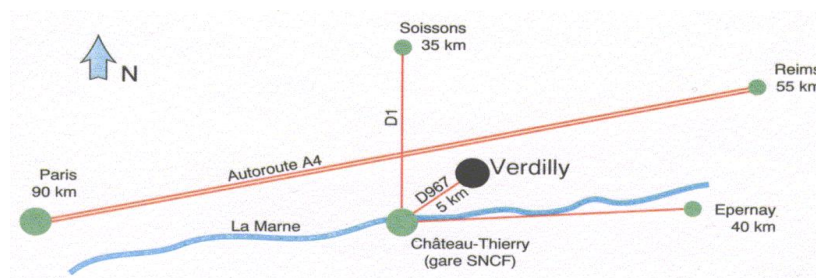 Soissons
35 km
N
Reims
55 km
D1
Autoroute A4
Paris
90 km
Verdilly
D967
5 km
La Marne
Epernay
40 km
Château-Thierry
(gare SNCF)